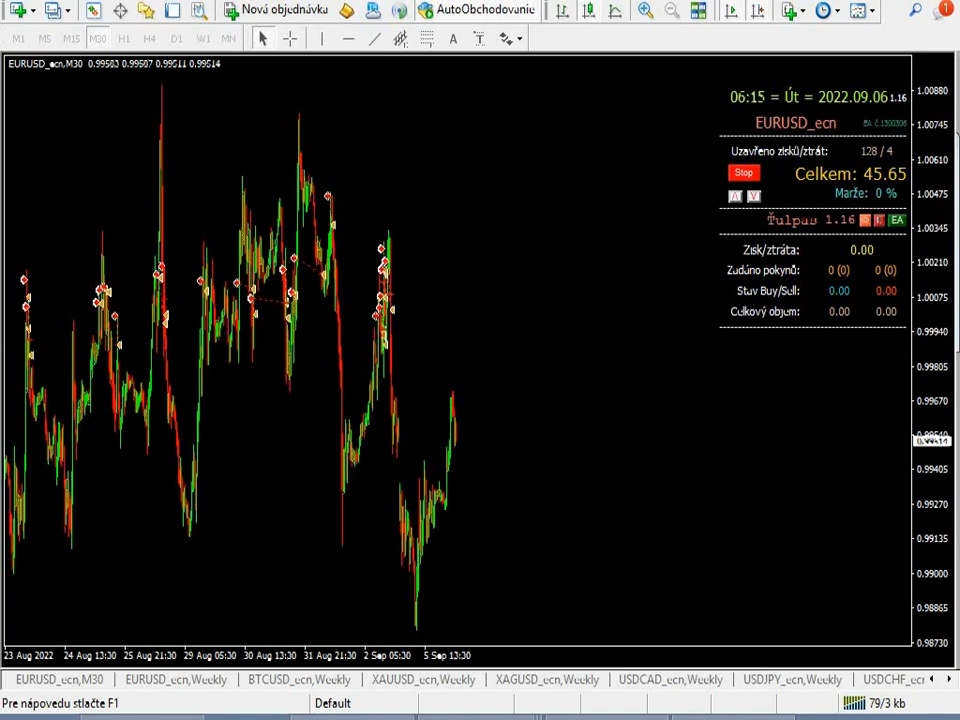 Nová objednávka AutoObchodovanie 1
M1 M5 M15 M30 H1 H4 D1 W1 MN
EURUSD_ecn,M30 0.99503 0.99507 0.99511 0.99514
06:15 = Út = 2022.09.06 1.16
EURUSD_ecn EA č.1300306
Uzavřeno zisků/ztrát: 128 / 4
Stop Celkem: 45.65
Marže: 0 %
Ťulpas 1.16 EA
Zisk/ztráta: 0.00
Zadáno pokynů: 0 (0) 0 (0)
Stav Buy/Sell: 0.00 0.00
Celkový objem: 0.00 0.00
1.00880
1.00745
1.00610
1.00475
1.00345
1.00210
1.00075
0.99940
0.99805
0.99670
0.99514
0.99405
0.99270
0.99135
0.99000
0.98865
0.98730
23 Aug 2022 24 Aug 13:30 25 Aug 21:30 29 Aug 05:30 30 Aug 13:30 31 Aug 21:30 2 Sep 05:30 5 Sep 13:30
EURUSD_ecn,M30 EURUSD_ecn,Weekly BTCUSD_ecn,Weekly XAUUSD_ecn,Weekly XAGUSD_ecn,Weekly USDCAD_ecn,Weekly USDJPY_ecn,Weekly USDCHF_ecn
Pre nápovedu stlačte F1 Default 79/3 kb